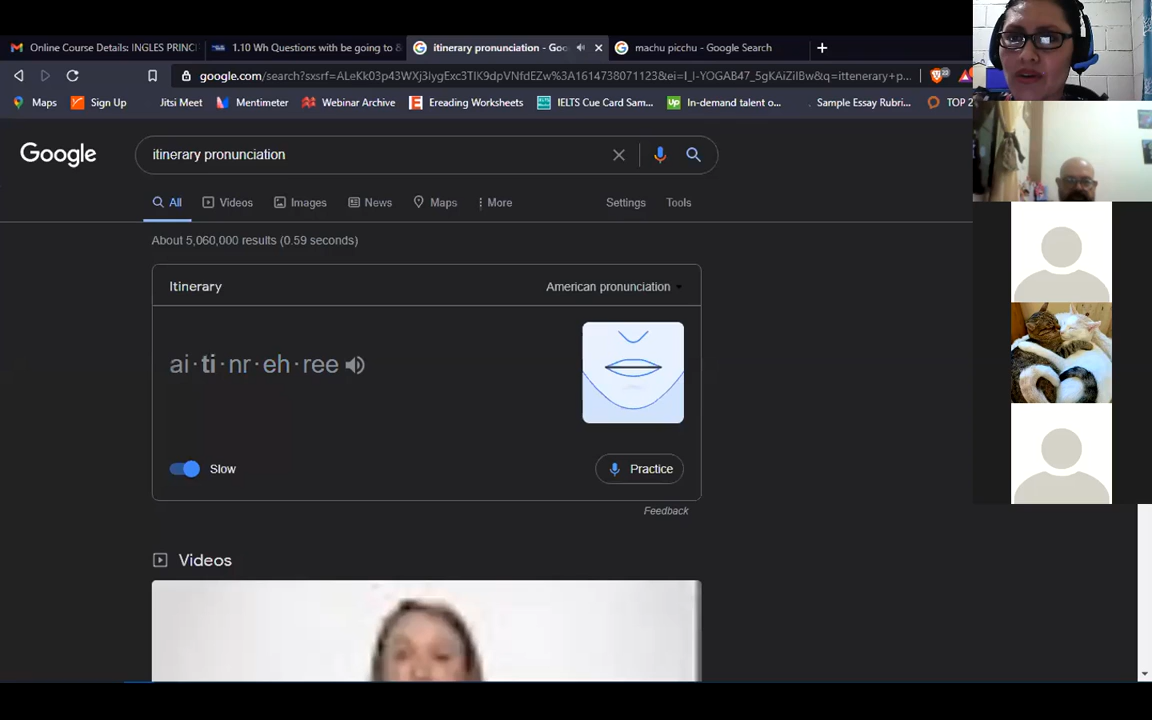 Online Course Details: INGLES PRINC
1.10 Wh Questions with be going to &
itinerary pronunciation - Goo
machu picchu - Google Search
google.com/search?sxsrf=ALeKk03p43WXj3iygExc3TlK9dpVNfdEZw%3A1614738071123&ei=I_I-YOGAB47_5gKAiZiIBw&q=ittenerary+p...
Maps
Sign Up
Jitsi Meet
Mentimeter
Webinar Archive
Ereading Worksheets
IELTS Cue Card Sam...
In-demand talent o...
Sample Essay Rubri...
TOP 2
Google
itinerary pronunciation
All
Videos
Images
News
Maps
More
Settings
Tools
About 5,060,000 results (0.59 seconds)
Itinerary
American pronunciation
ai·ti·nr·eh·ree
Slow
Practice
Feedback
Videos